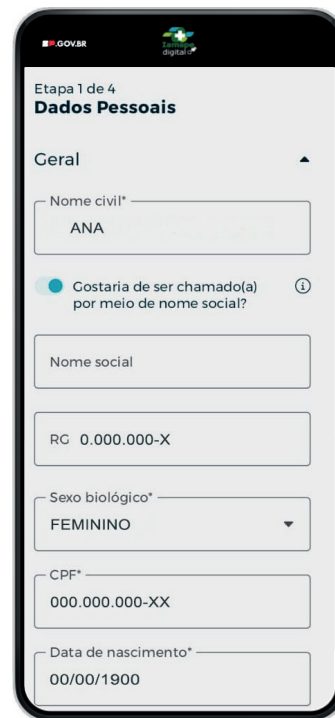 SP.GOV.BR
Iamspe
digital
Etapa 1 de 4
Dados Pessoais
Geral
Nome civil*
ANA
Gostaria de ser chamado(a)
por meio de nome social?
Nome social
RG 0.000.000-X
Sexo biológico*
FEMININO
CPF*
000.000.000-XX
Data de nascimento*
00/00/1900